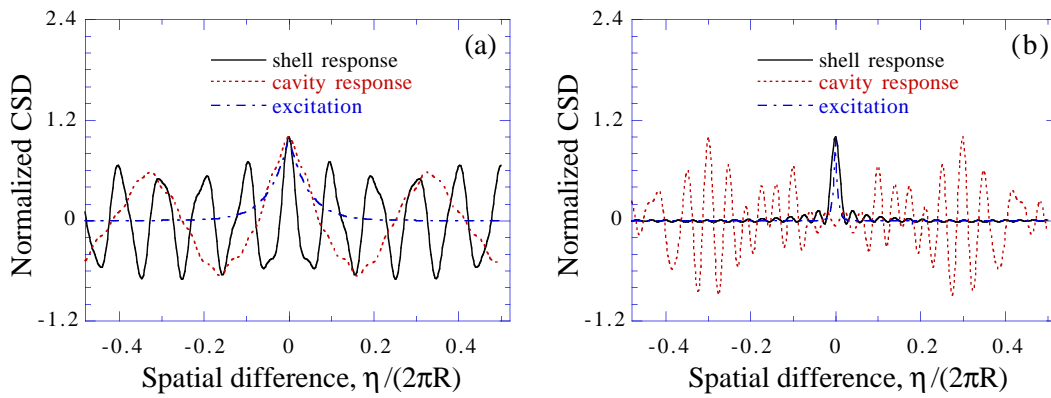 2.4
(a)
shell response
cavity response
excitation
1.2
0
-1.2
Normalized CSD
-0.4
-0.2
0
0.2
0.4
Spatial difference, η/(2πR)
2.4
(b)
shell response
cavity response
excitation
1.2
0
-1.2
Normalized CSD
-0.4
-0.2
0
0.2
0.4
Spatial difference, η/(2πR)